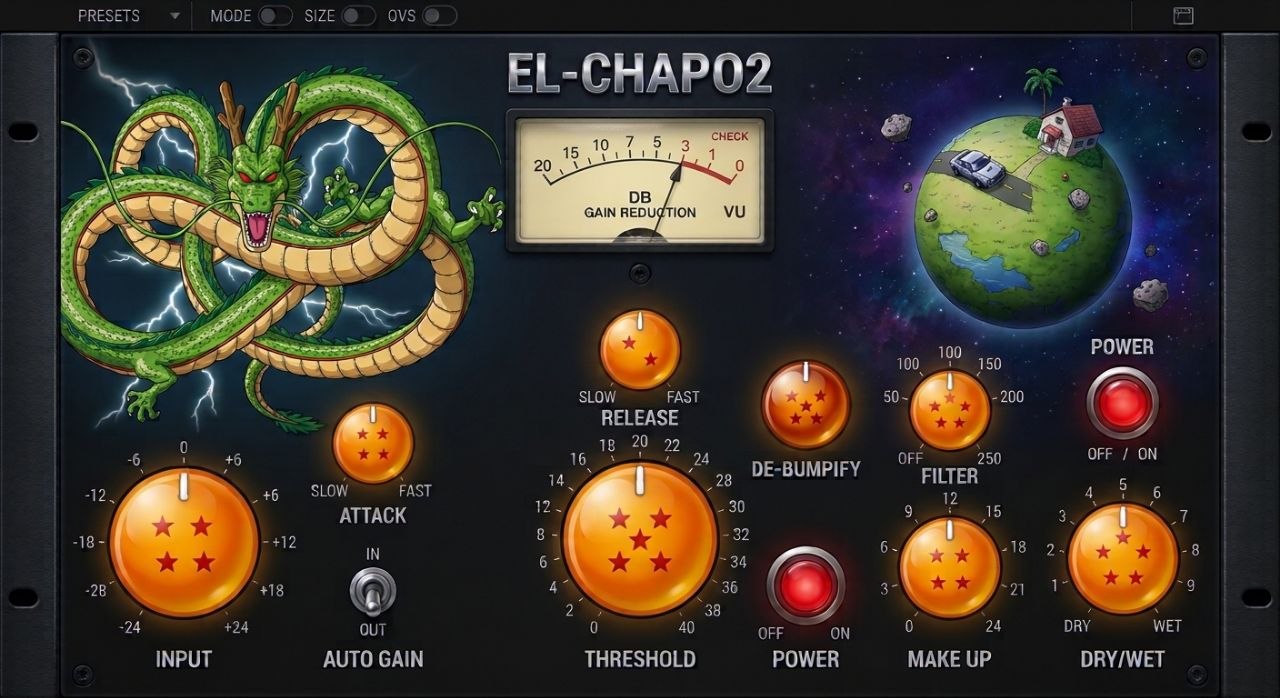 PRESETS MODE SIZE OVS
EL-CHAPO2
CHECK
20 15 10 7 5 3 1 0
DB
GAIN REDUCTION VU
SLOW FAST
RELEASE
DE-BUMPIFY
50 100 100 150 200
OFF 250
FILTER
POWER
OFF / ON
SLOW FAST
ATTACK
-24 -28 -18 -12 -6 0 +6 +6 +12 +18 +24
INPUT
IN
OUT
AUTO GAIN
0 2 4 6 8 12 14 16 18 20 22 24 28 30 32 34 36 38 40
THRESHOLD
OFF ON
POWER
0 3 6 9 12 15 18 21 24
MAKE UP
1 2 3 4 5 6 7 8 9
DRY WET
DRY/WET